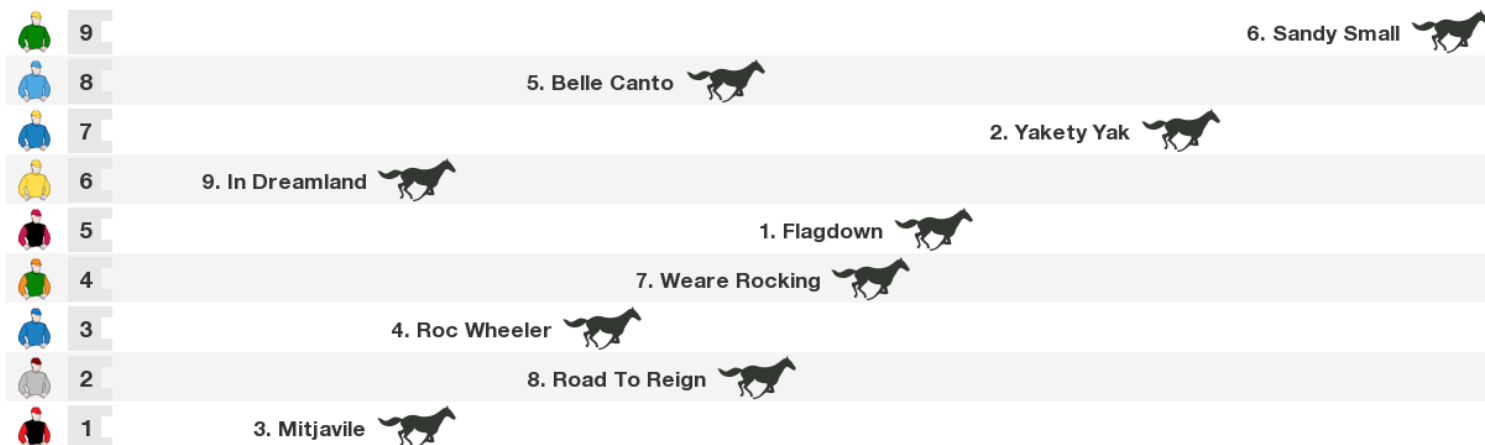 9 6. Sandy Small
8 5. Belle Canto
7 2. Yakety Yak
6 9. In Dreamland
5 1. Flagdown
4 7. Weare Rocking
3 4. Roc Wheeler
2 8. Road To Reign
1 3. Mitjavile